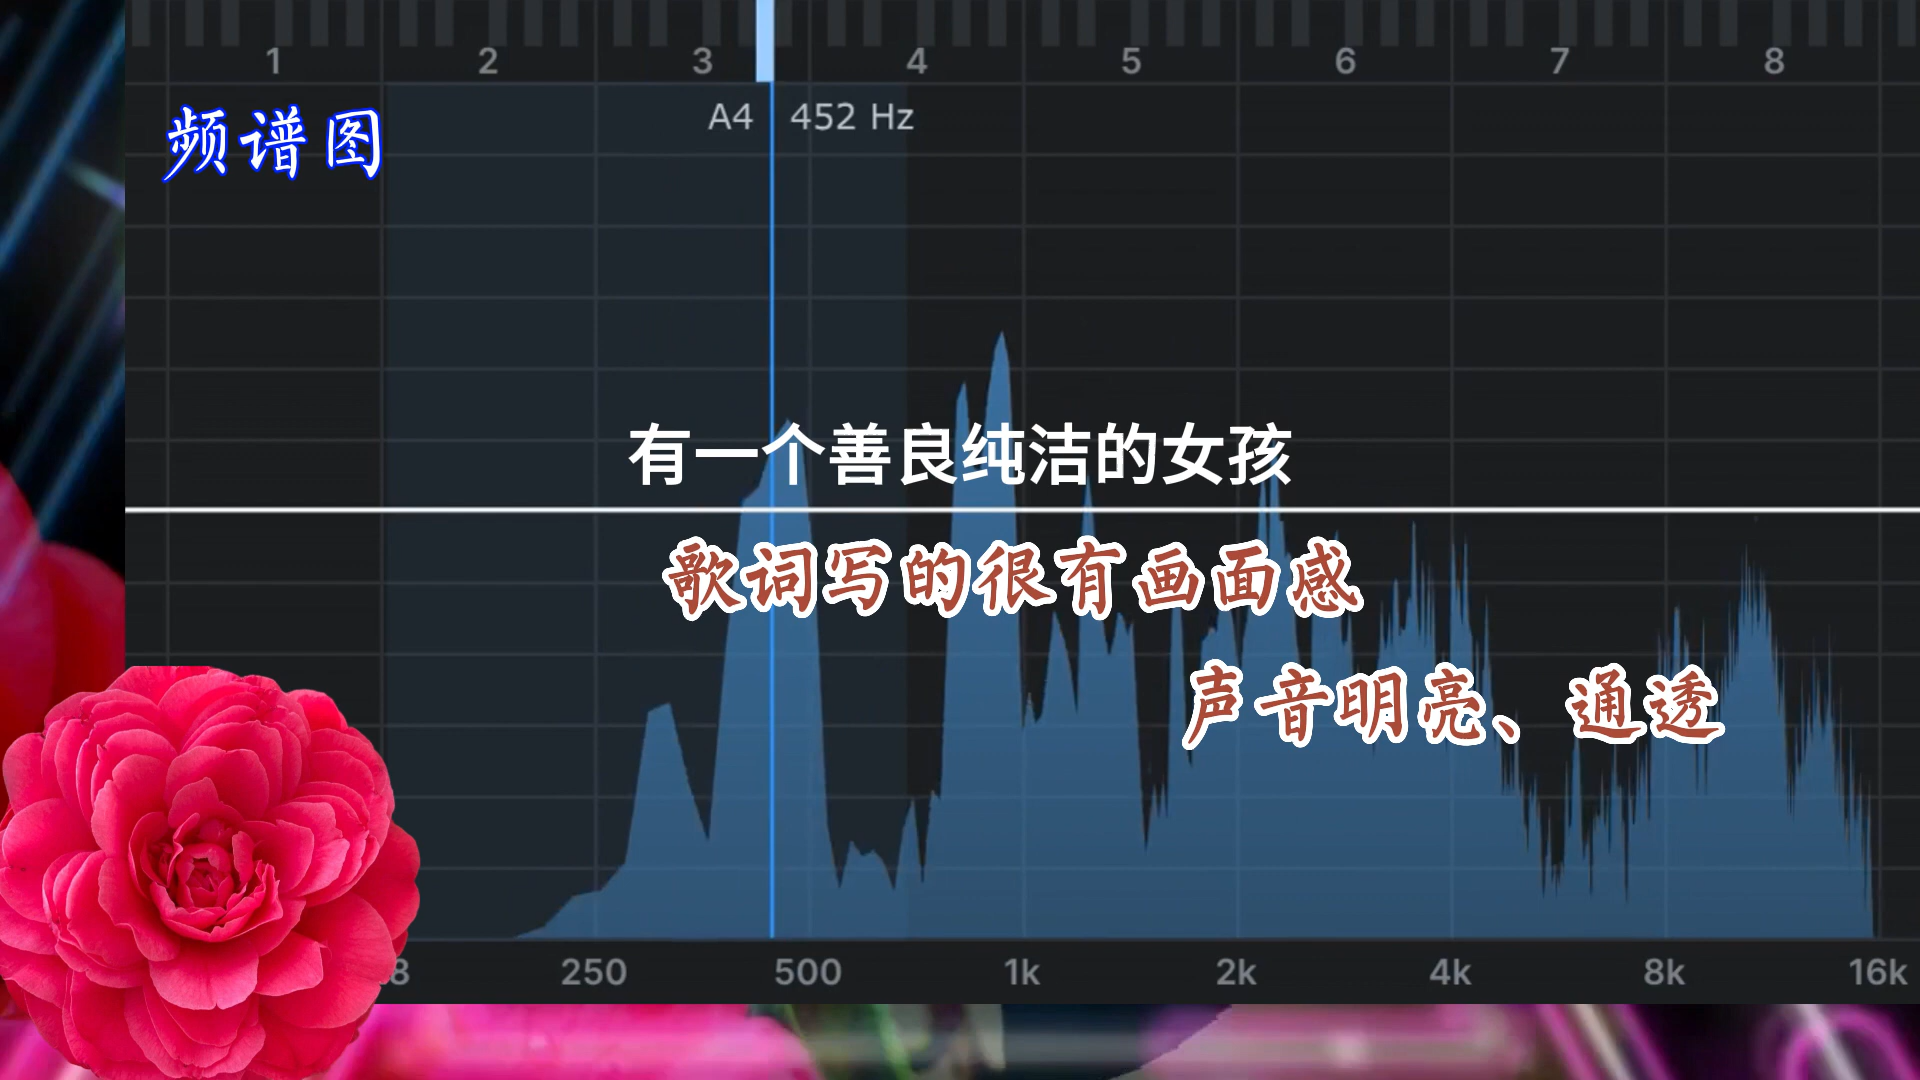 1 2 3 4 5 6 7 8
A4 452 Hz
频谱图
有一个善良纯洁的女孩
歌词写的很有画面感
声音明亮、通透
8 250 500 1k 2k 4k 8k 16k